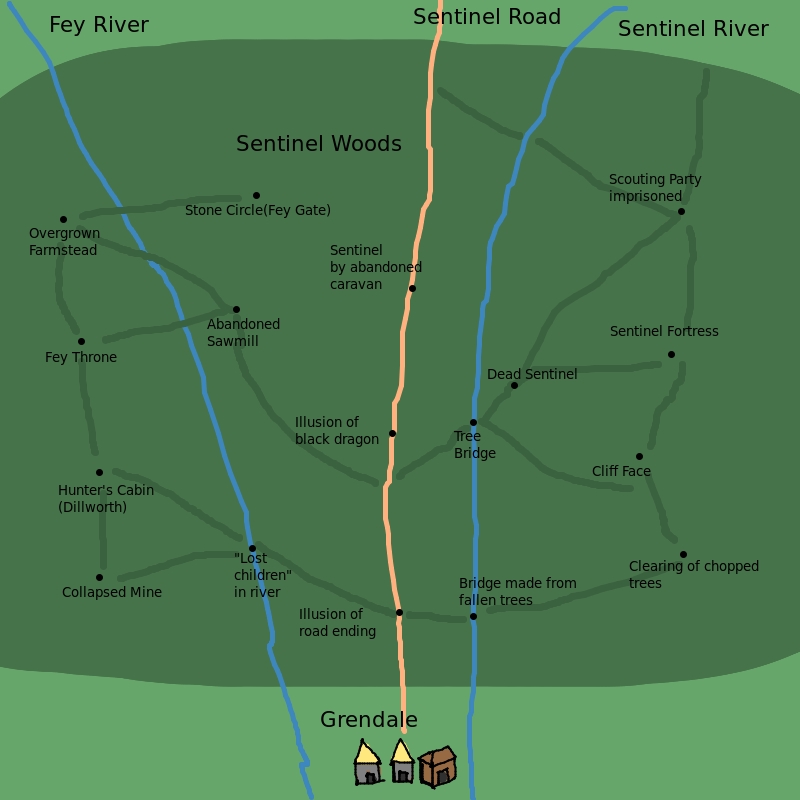 Sentinel Road
Fey River
Sentinel River
Sentinel Woods
Scouting Party
imprisoned
Stone Circle(Fey Gate)
Overgrown
Farmstead
Sentinel
by abandoned
caravan
Abandoned
Sawmill
Sentinel Fortress
Fey Throne
Dead Sentinel
Illusion of
black dragon
Tree
Bridge
Cliff Face
Hunter's Cabin
(Dillworth)
"Lost
children"
in river
Clearing of chopped
trees
Bridge made from
fallen trees
Collapsed Mine
Illusion of
road ending
Grendale